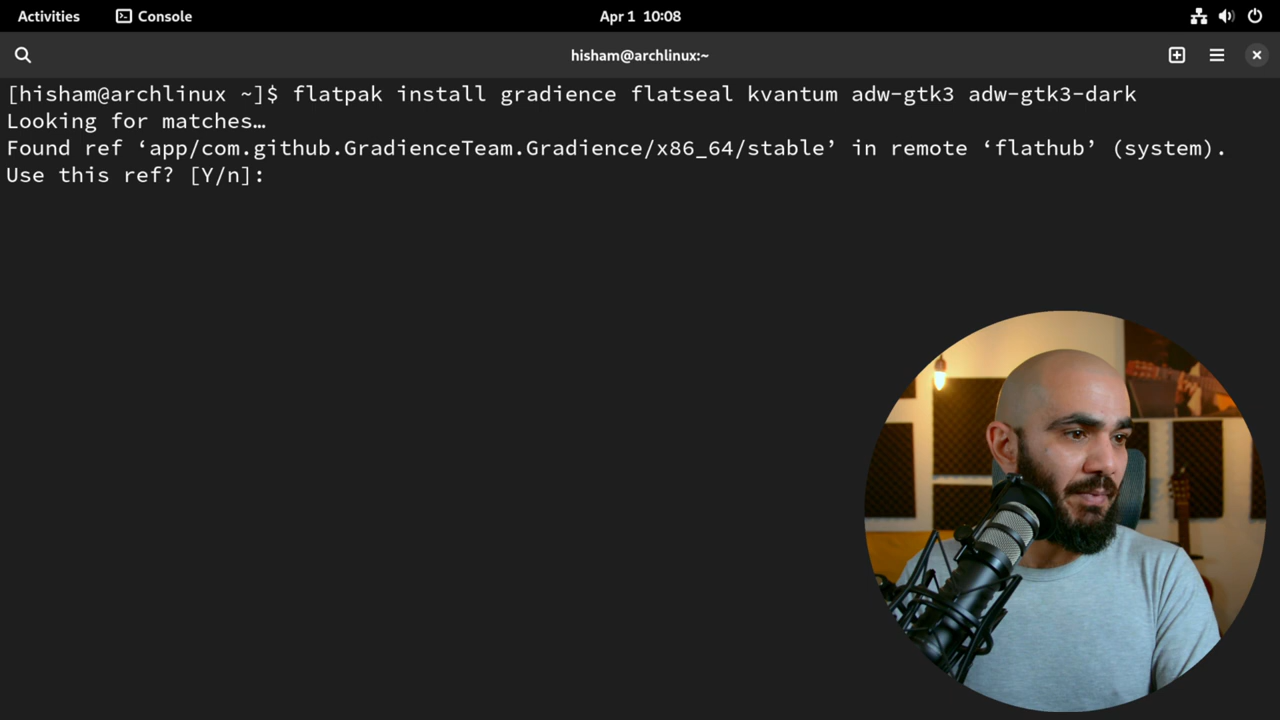 Activities
Console
Apr 1 10:08
hisham@archlinux:~
[hisham@archlinux ~]$ flatpak install gradience flatseal kvantum adw-gtk3 adw-gtk3-dark
Looking for matches…
Found ref ‘app/com.github.GradienceTeam.Gradience/x86_64/stable’ in remote ‘flathub’ (system).
Use this ref? [Y/n]: